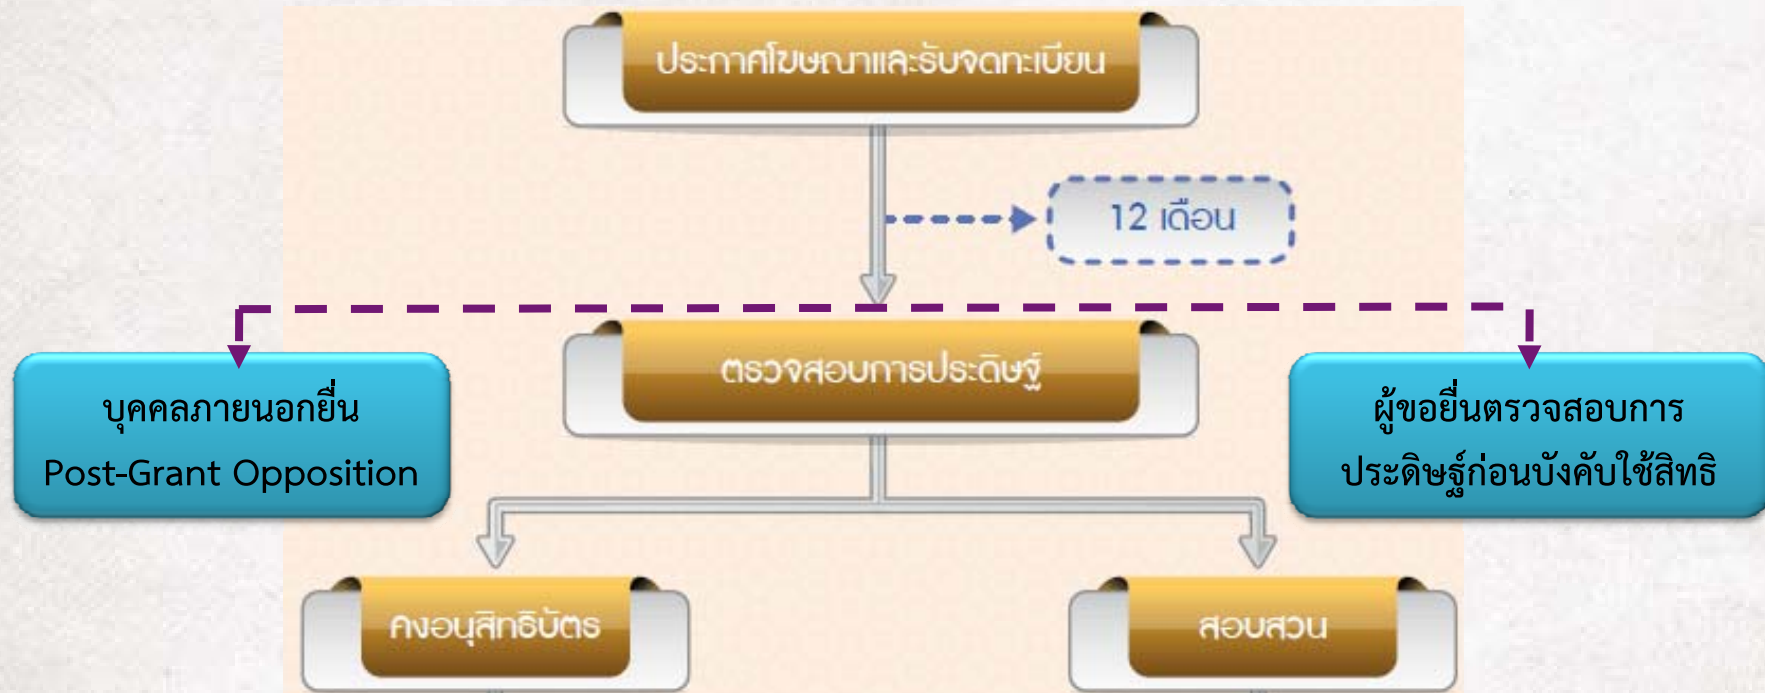 ประกาศโฆษณาและรับจดทะเบียน
12 เดือน
ตรวจสอบการประดิษฐ์
บุคคลภายนอกยื่น
Post-Grant Opposition
ผู้ขอยื่นตรวจสอบการ
ประดิษฐ์ก่อนบังคับใช้สิทธิ
คงอนุสิทธิบัตร
สอบสวน